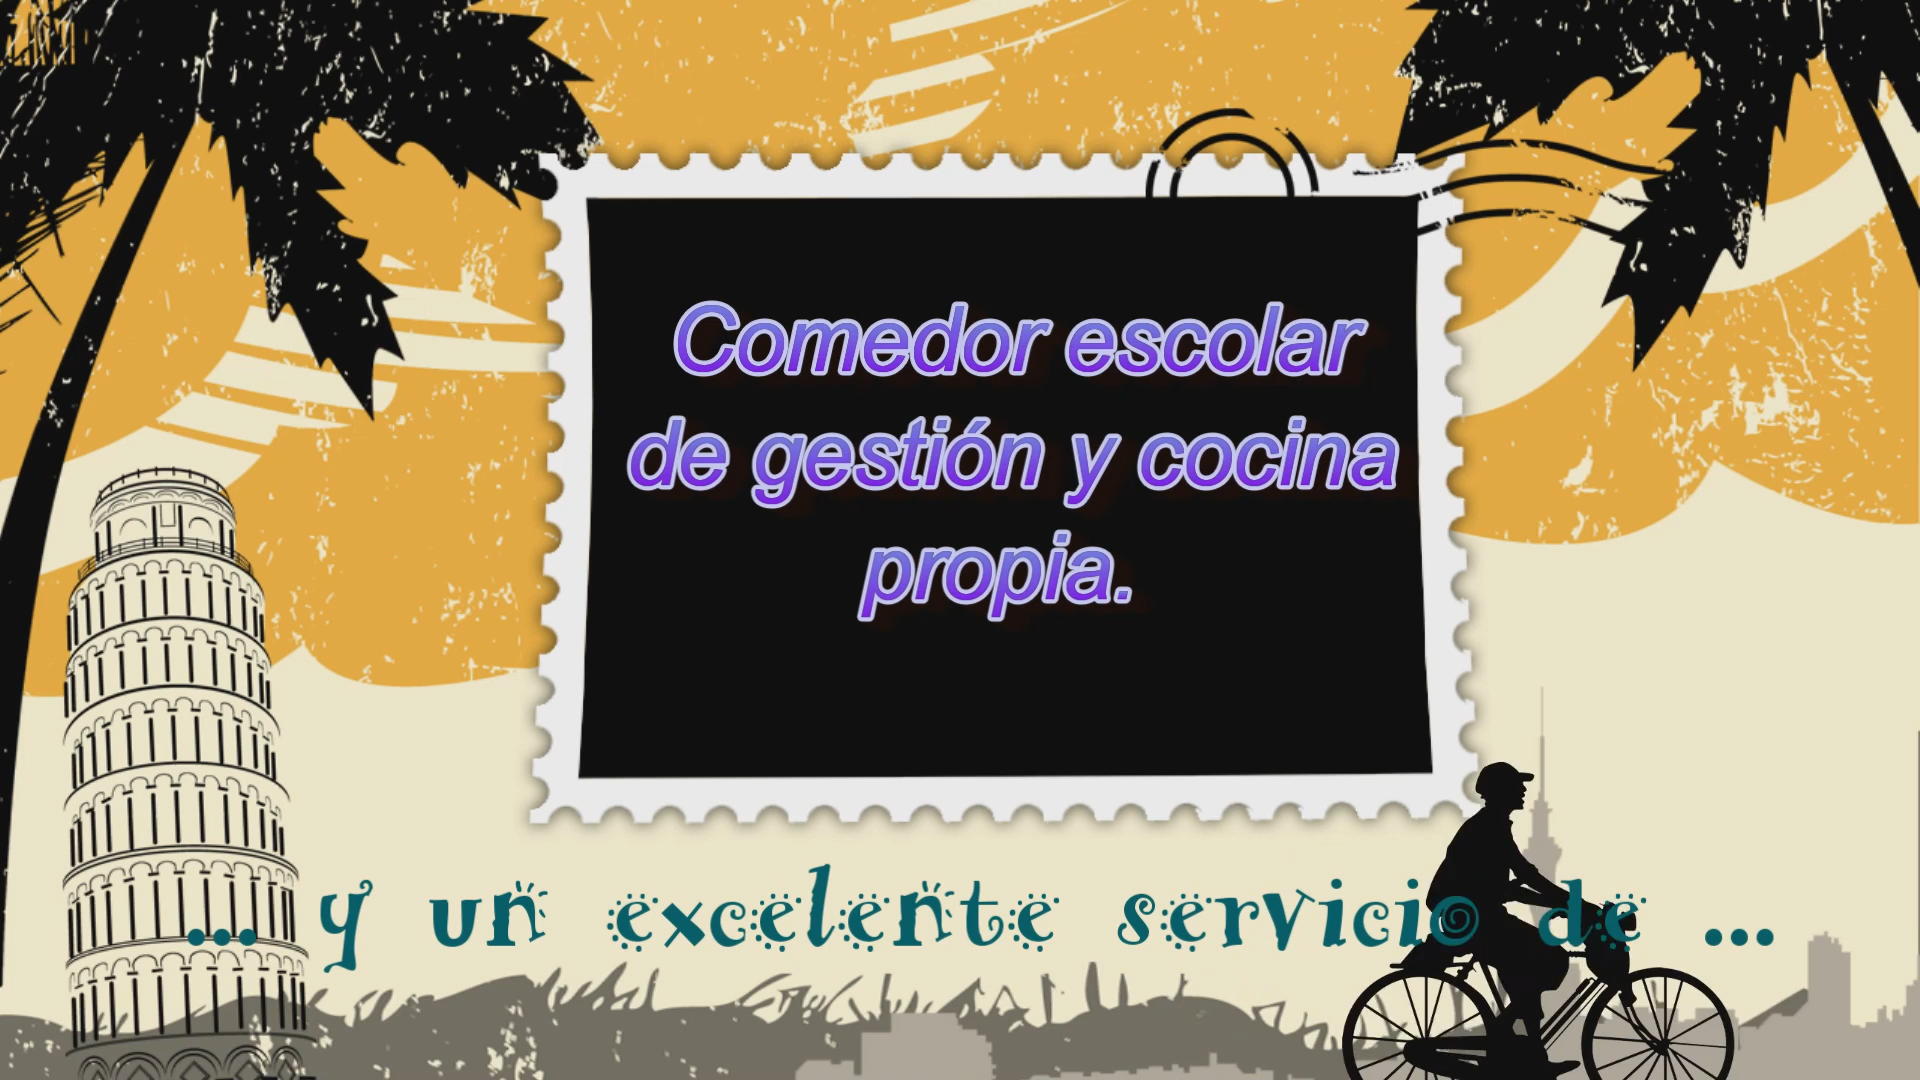 Comedor escolar
de gestión y cocina
propia.
... y un excelente servicio de ...